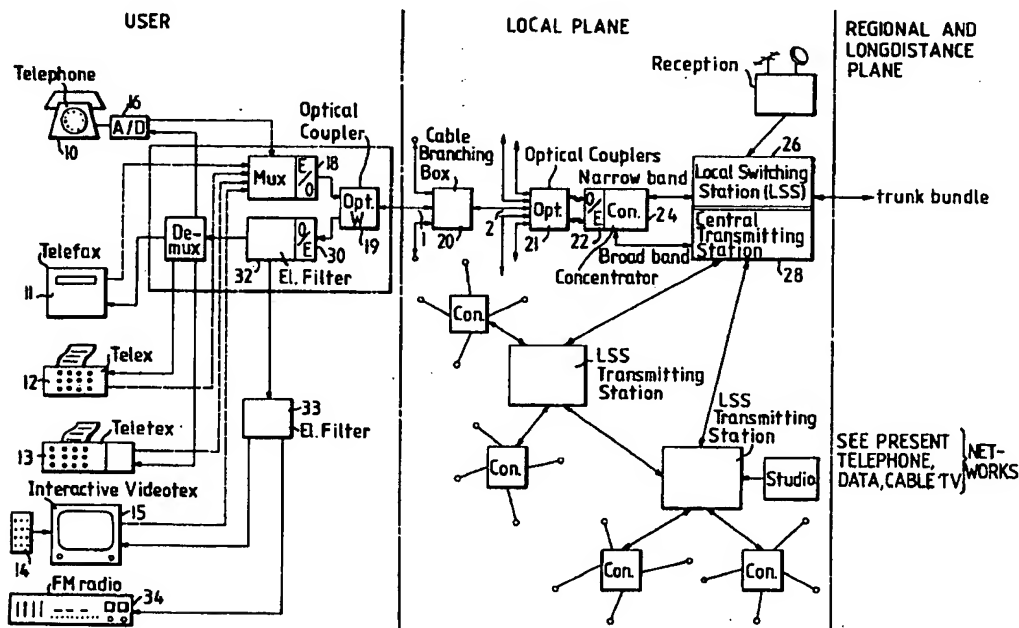 USER
LOCAL PLANE
REGIONAL AND
LONGDISTANCE
PLANE
Telephone
16
A/D
10
Optical
Coupler
Mux
E/O
18
Opt.
W
19
De-
mux
O/E
30
32
El. Filter
Telefax
11
Telex
12
Teletex
13
33
El. Filter
Interactive Videotex
15
14
FM radio
34
Cable
Branching
Box
1
20
2
Optical Couplers
Opt.
21
O/E
22
Con.
24
Narrow band
Broad band
Concentrator
Reception
26
Local Switching
Station (LSS)
Central
Transmitting
Station
28
trunk bundle
Con.
LSS
Transmitting
Station
Con.
LSS
Transmitting
Station
Studio
Con.
Con.
SEE PRESENT
TELEPHONE,
DATA, CABLE TV
NET-
WORKS